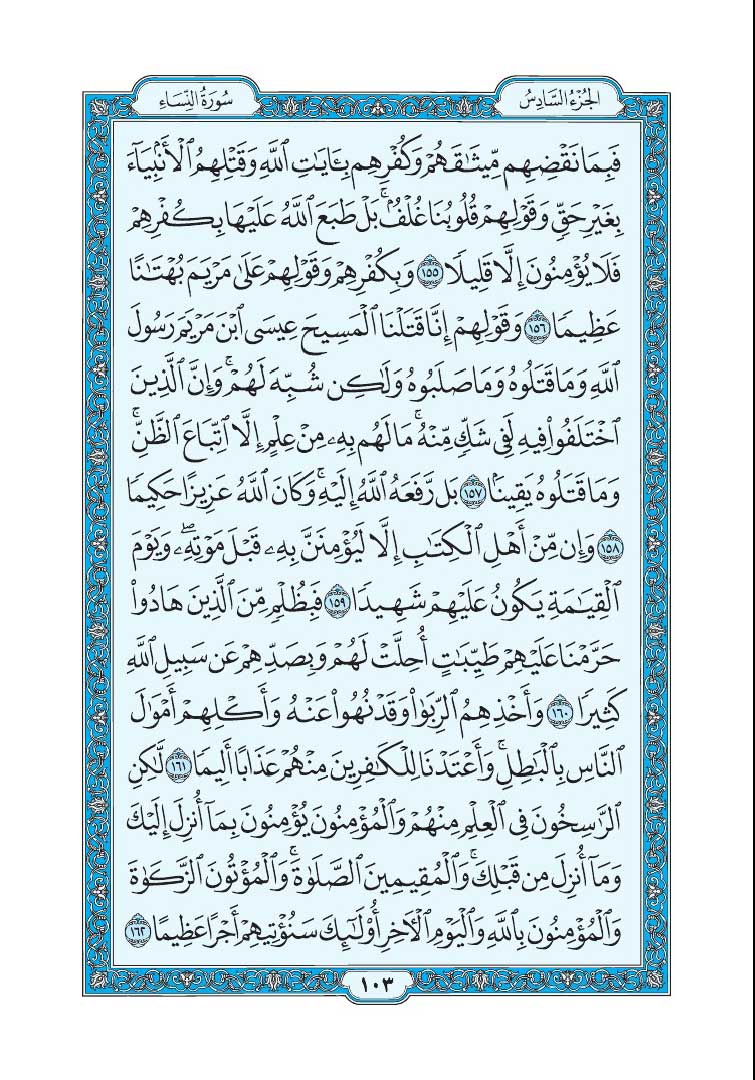 الجُزْءُ السَّادِسُ
سُورَةُ النِّسَاءِ
فَبِمَا نَقْضِهِم مِّيثَٰقَهُمْ وَكُفْرِهِم بِـَٔايَٰتِ ٱللَّهِ وَقَتْلِهِمُ ٱلْأَنۢبِيَآءَ
بِغَيْرِ حَقٍّ وَقَوْلِهِمْ قُلُوبُنَا غُلْفُۢ ۚ بَلْ طَبَعَ ٱللَّهُ عَلَيْهَا بِكُفْرِهِمْ
فَلَا يُؤْمِنُونَ إِلَّا قَلِيلًا ١٥٥ وَبِكُفْرِهِمْ وَقَوْلِهِمْ عَلَىٰ مَرْيَمَ بُهْتَٰنًا
عَظِيمًا ١٥٦ وَقَوْلِهِمْ إِنَّا قَتَلْنَا ٱلْمَسِيحَ عِيسَى ٱبْنَ مَرْيَمَ رَسُولَ
ٱللَّهِ وَمَا قَتَلُوهُ وَمَا صَلَبُوهُ وَلَٰكِن شُبِّهَ لَهُمْ ۚ وَإِنَّ ٱلَّذِينَ
ٱخْتَلَفُوا۟ فِيهِ لَفِى شَكٍّ مِّنْهُ ۚ مَا لَهُم بِهِۦ مِنْ عِلْمٍ إِلَّا ٱتِّبَاعَ ٱلظَّنِّ ۚ
وَمَا قَتَلُوهُ يَقِينًۢا ١٥٧ بَل رَّفَعَهُ ٱللَّهُ إِلَيْهِ ۚ وَكَانَ ٱللَّهُ عَزِيزًا حَكِيمًا
١٥٨ وَإِن مِّنْ أَهْلِ ٱلْكِتَٰبِ إِلَّا لَيُؤْمِنَنَّ بِهِۦ قَبْلَ مَوْتِهِۦ ۖ وَيَوْمَ
ٱلْقِيَٰمَةِ يَكُونُ عَلَيْهِمْ شَهِيدًا ١٥٩ فَبِظُلْمٍ مِّنَ ٱلَّذِينَ هَادُوا۟
حَرَّمْنَا عَلَيْهِمْ طَيِّبَٰتٍ أُحِلَّتْ لَهُمْ وَبِصَدِّهِمْ عَن سَبِيلِ ٱللَّهِ
كَثِيرًا ١٦٠ وَأَخْذِهِمُ ٱلرِّبَوٰا۟ وَقَدْ نُهُوا۟ عَنْهُ وَأَكْلِهِمْ أَمْوَٰلَ
ٱلنَّاسِ بِٱلْبَٰطِلِ ۚ وَأَعْتَدْنَا لِلْكَٰفِرِينَ مِنْهُمْ عَذَابًا أَلِيمًا ١٦١ لَّٰكِنِ
ٱلرَّٰسِخُونَ فِى ٱلْعِلْمِ مِنْهُمْ وَٱلْمُؤْمِنُونَ يُؤْمِنُونَ بِمَآ أُنزِلَ إِلَيْكَ
وَمَآ أُنزِلَ مِن قَبْلِكَ ۚ وَٱلْمُقِيمِينَ ٱلصَّلَوٰةَ ۚ وَٱلْمُؤْتُونَ ٱلزَّكَوٰةَ
وَٱلْمُؤْمِنُونَ بِٱللَّهِ وَٱلْيَوْمِ ٱلْـَٔاخِرِ أُو۟لَٰٓئِكَ سَنُؤْتِيهِمْ أَجْرًا عَظِيمًا ١٦٢
١٠٣